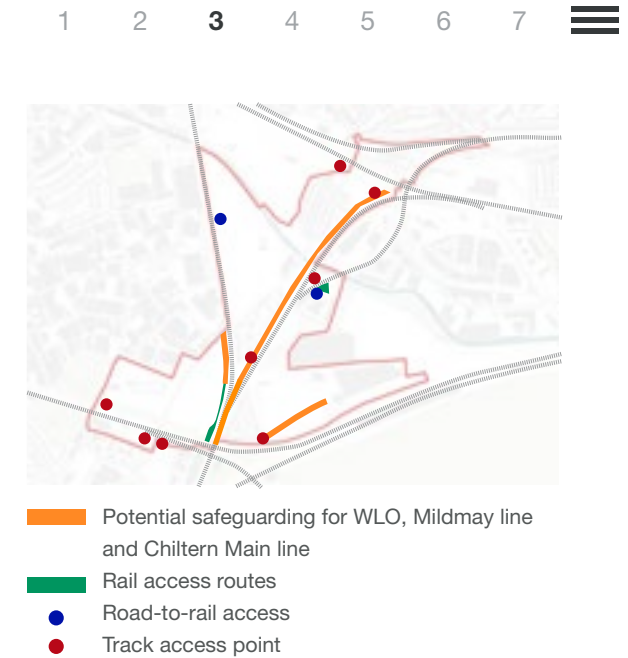 1 2 3 4 5 6 7
Potential safeguarding for WLO, Mildmay line
and Chiltern Main line
Rail access routes
Road-to-rail access
Track access point